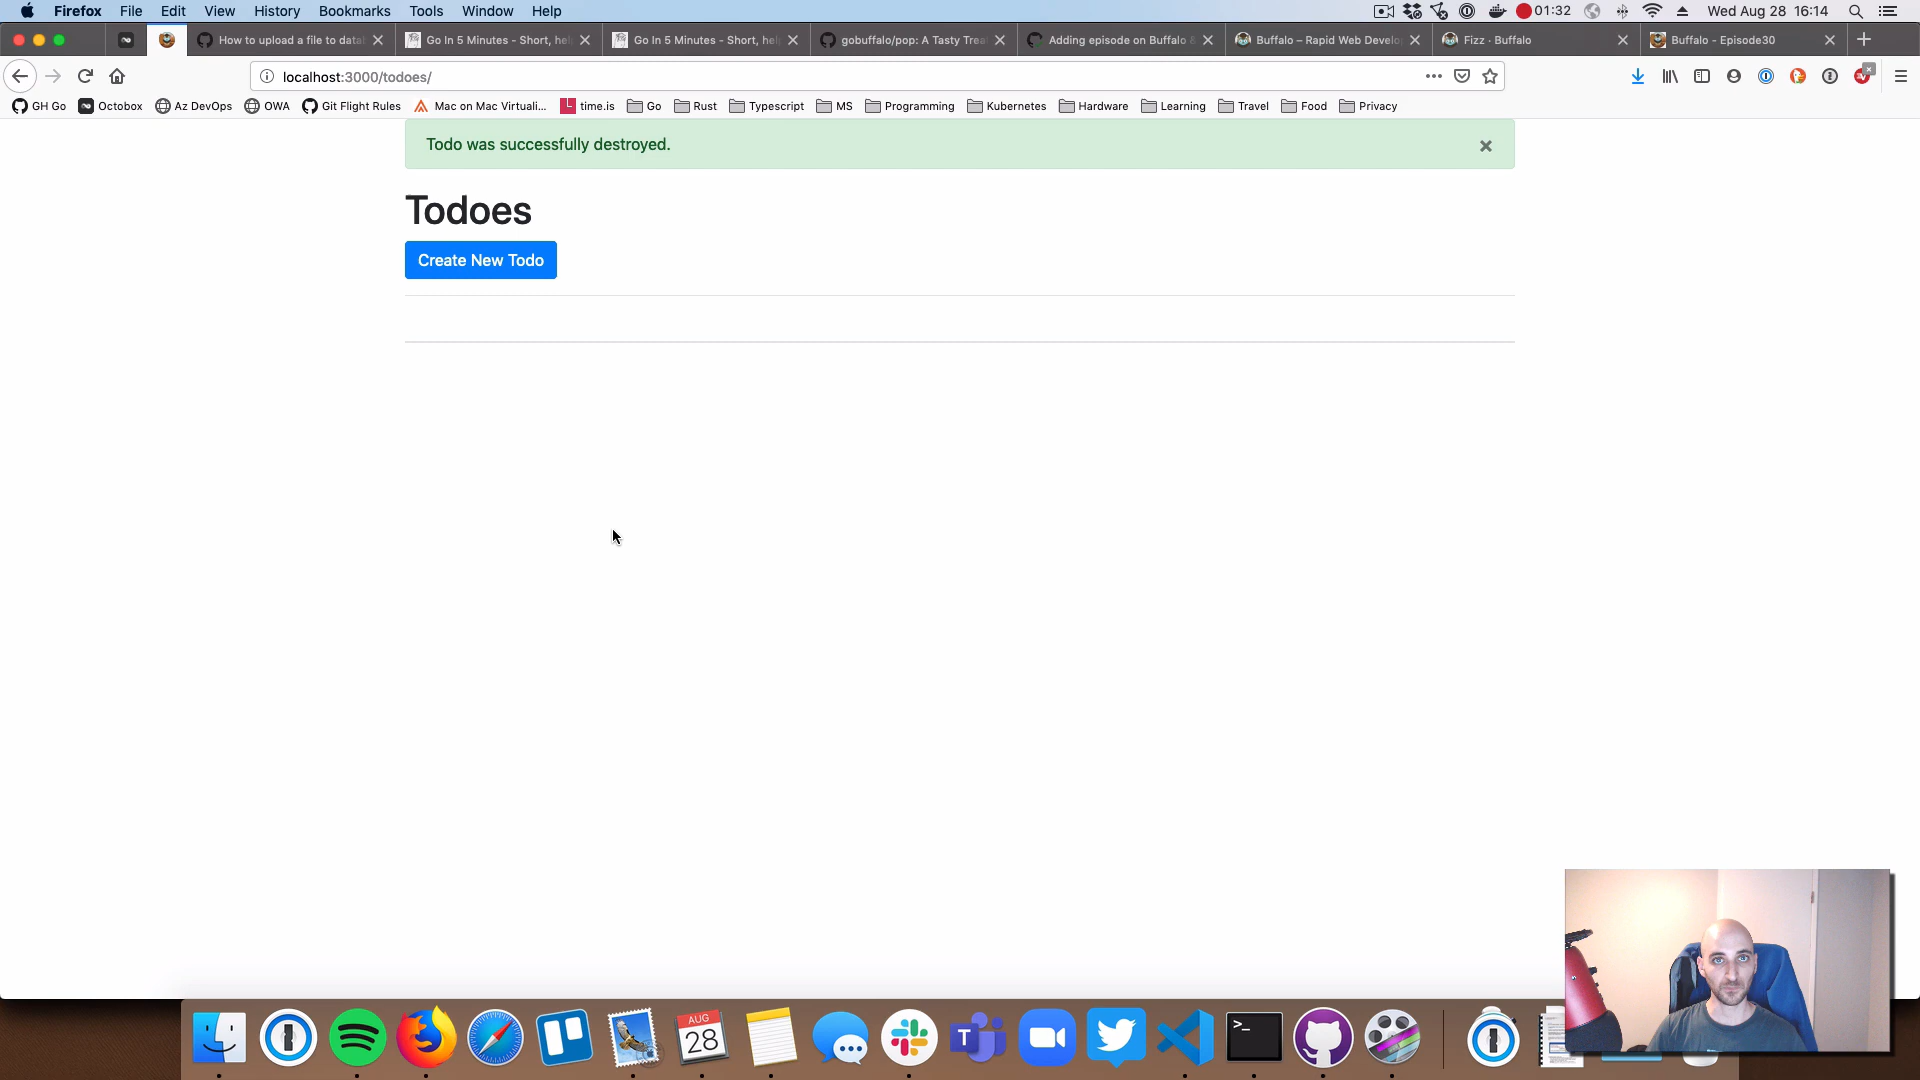 Firefox File Edit View History Bookmarks Tools Window Help 01:32 Wed Aug 28 16:14
How to upload a file to data Go In 5 Minutes - Short, hel Go In 5 Minutes - Short, hel gobuffalo/pop: A Tasty Trea Adding episode on Buffalo & Buffalo – Rapid Web Develo Fizz · Buffalo Buffalo - Episode30
localhost:3000/todoes/
GH Go Octobox Az DevOps OWA Git Flight Rules Mac on Mac Virtuali... time.is Go Rust Typescript MS Programming Kubernetes Hardware Learning Travel Food Privacy
Todo was successfully destroyed.
Todoes
Create New Todo
AUG
28